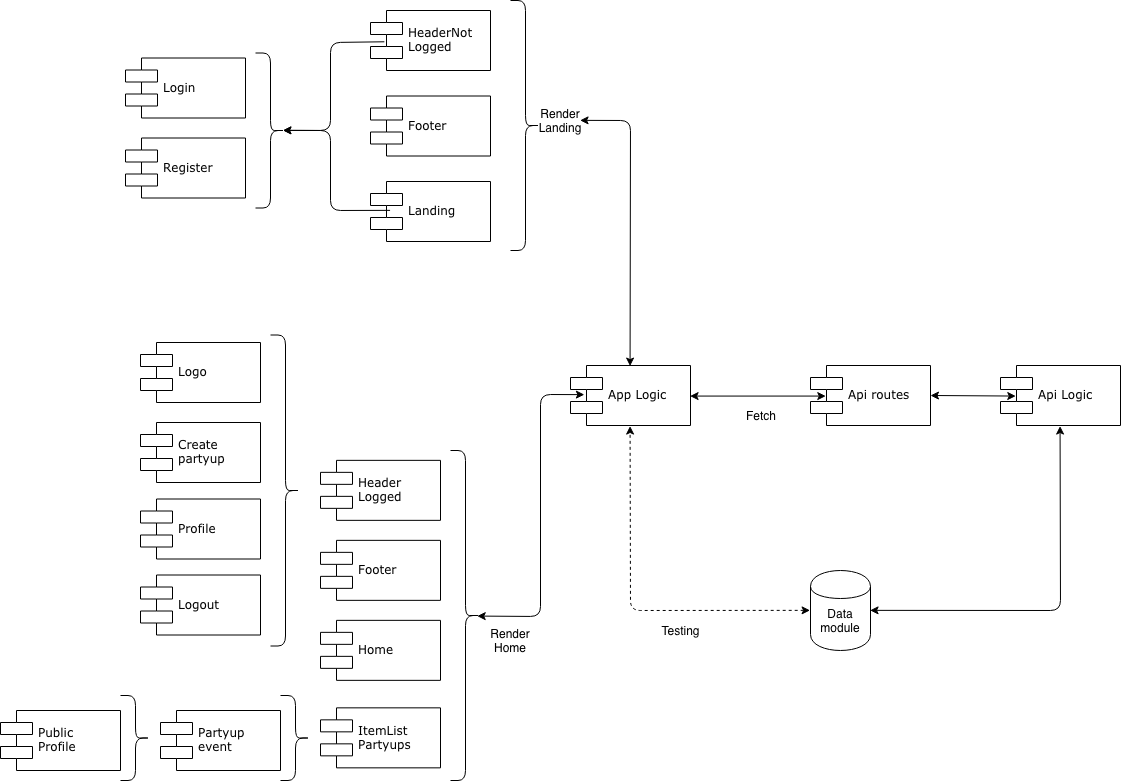 HeaderNot
Logged
Login
Render
Landing
Footer
Register
Landing
Logo
App Logic
Api routes
Api Logic
Fetch
Create
partyup
Header
Logged
Profile
Footer
Logout
Data
module
Testing
Render
Home
Home
Public
Profile
Partyup
event
ItemList
Partyups